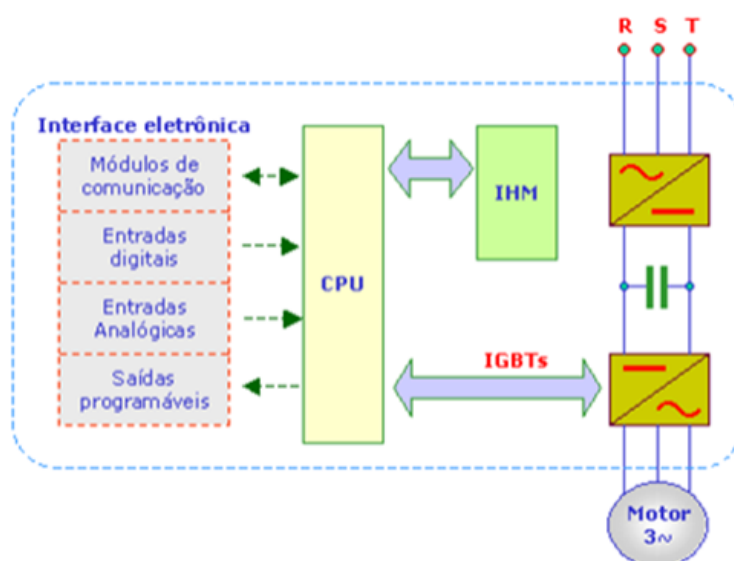 R S T
Interface eletrônica
Módulos de
comunicação
Entradas
digitais
Entradas
Analógicas
Saídas
programáveis
CPU
IHM
IGBTs
Motor
3~